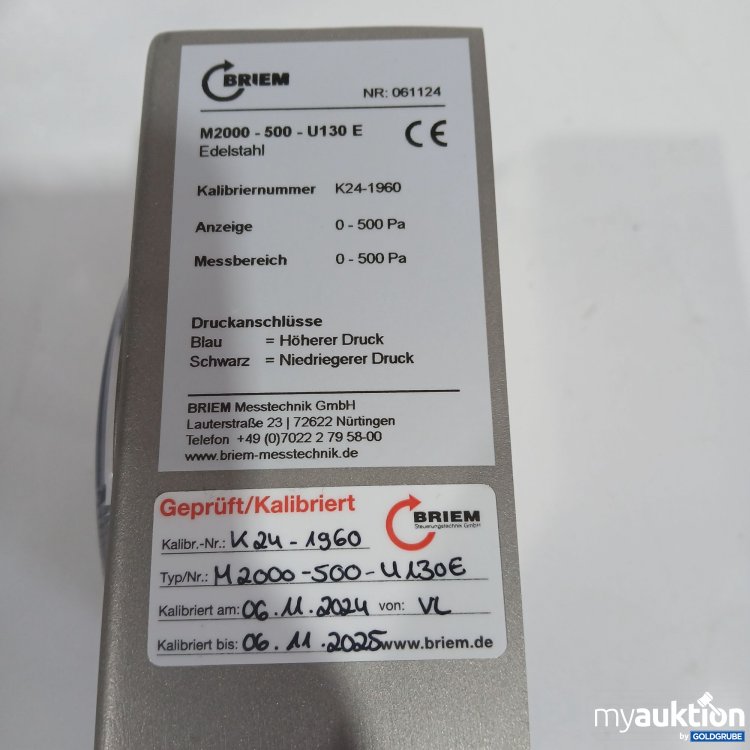 BRIEM
NR: 061124
M2000 - 500 - U130 E
CE
Edelstahl
Kalibriernummer K24-1960
Anzeige 0 - 500 Pa
Messbereich 0 - 500 Pa
Druckanschlüsse
Blau = Höherer Druck
Schwarz = Niedriegerer Druck
BRIEM Messtechnik GmbH
Lauterstraße 23 | 72622 Nürtingen
Telefon +49 (0)7022 2 79 58-00
www.briem-messtechnik.de
Geprüft/Kalibriert
BRIEM
Steuerungstechnik GmbH
Kalibr.-Nr.: K24-1960
Typ/Nr.: M2000-500-U130E
Kalibriert am: 06.11.2024 von: VL
Kalibriert bis: 06.11.2025 www.briem.de
myauktion
by GOLDGRUBE